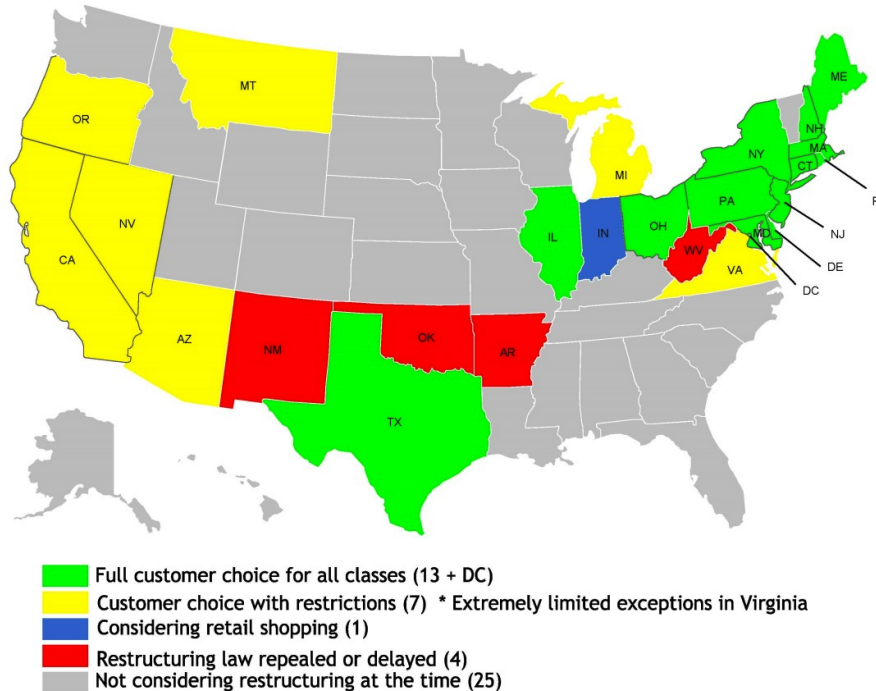 ME
MT
OR
NH
MA
NY
CT
MI
R
PA
NV
OH
NJ
IL
IN
MD
WV
CA
DE
VA
DC
OK
AZ
NM
AR
TX
Full customer choice for all classes (13 + DC)
Customer choice with restrictions (7) * Extremely limited exceptions in Virginia
Considering retail shopping (1)
Restructuring law repealed or delayed (4)
Not considering restructuring at the time (25)